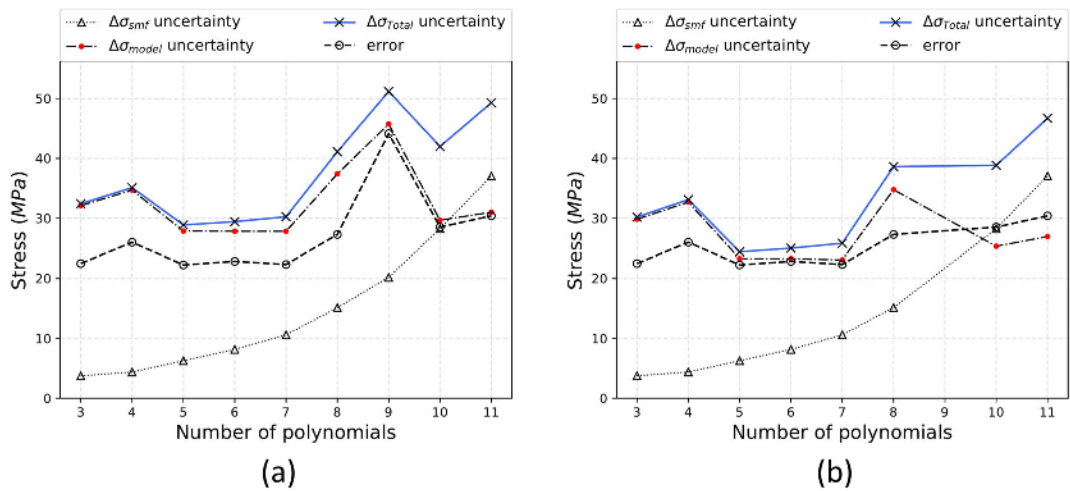 Δσsmf uncertainty ΔσTotal uncertainty
Δσmodel uncertainty error
Stress (MPa)
50
40
30
20
10
0
3 4 5 6 7 8 9 10 11
Number of polynomials
(a)
Δσsmf uncertainty ΔσTotal uncertainty
Δσmodel uncertainty error
Stress (MPa)
50
40
30
20
10
0
3 4 5 6 7 8 9 10 11
Number of polynomials
(b)